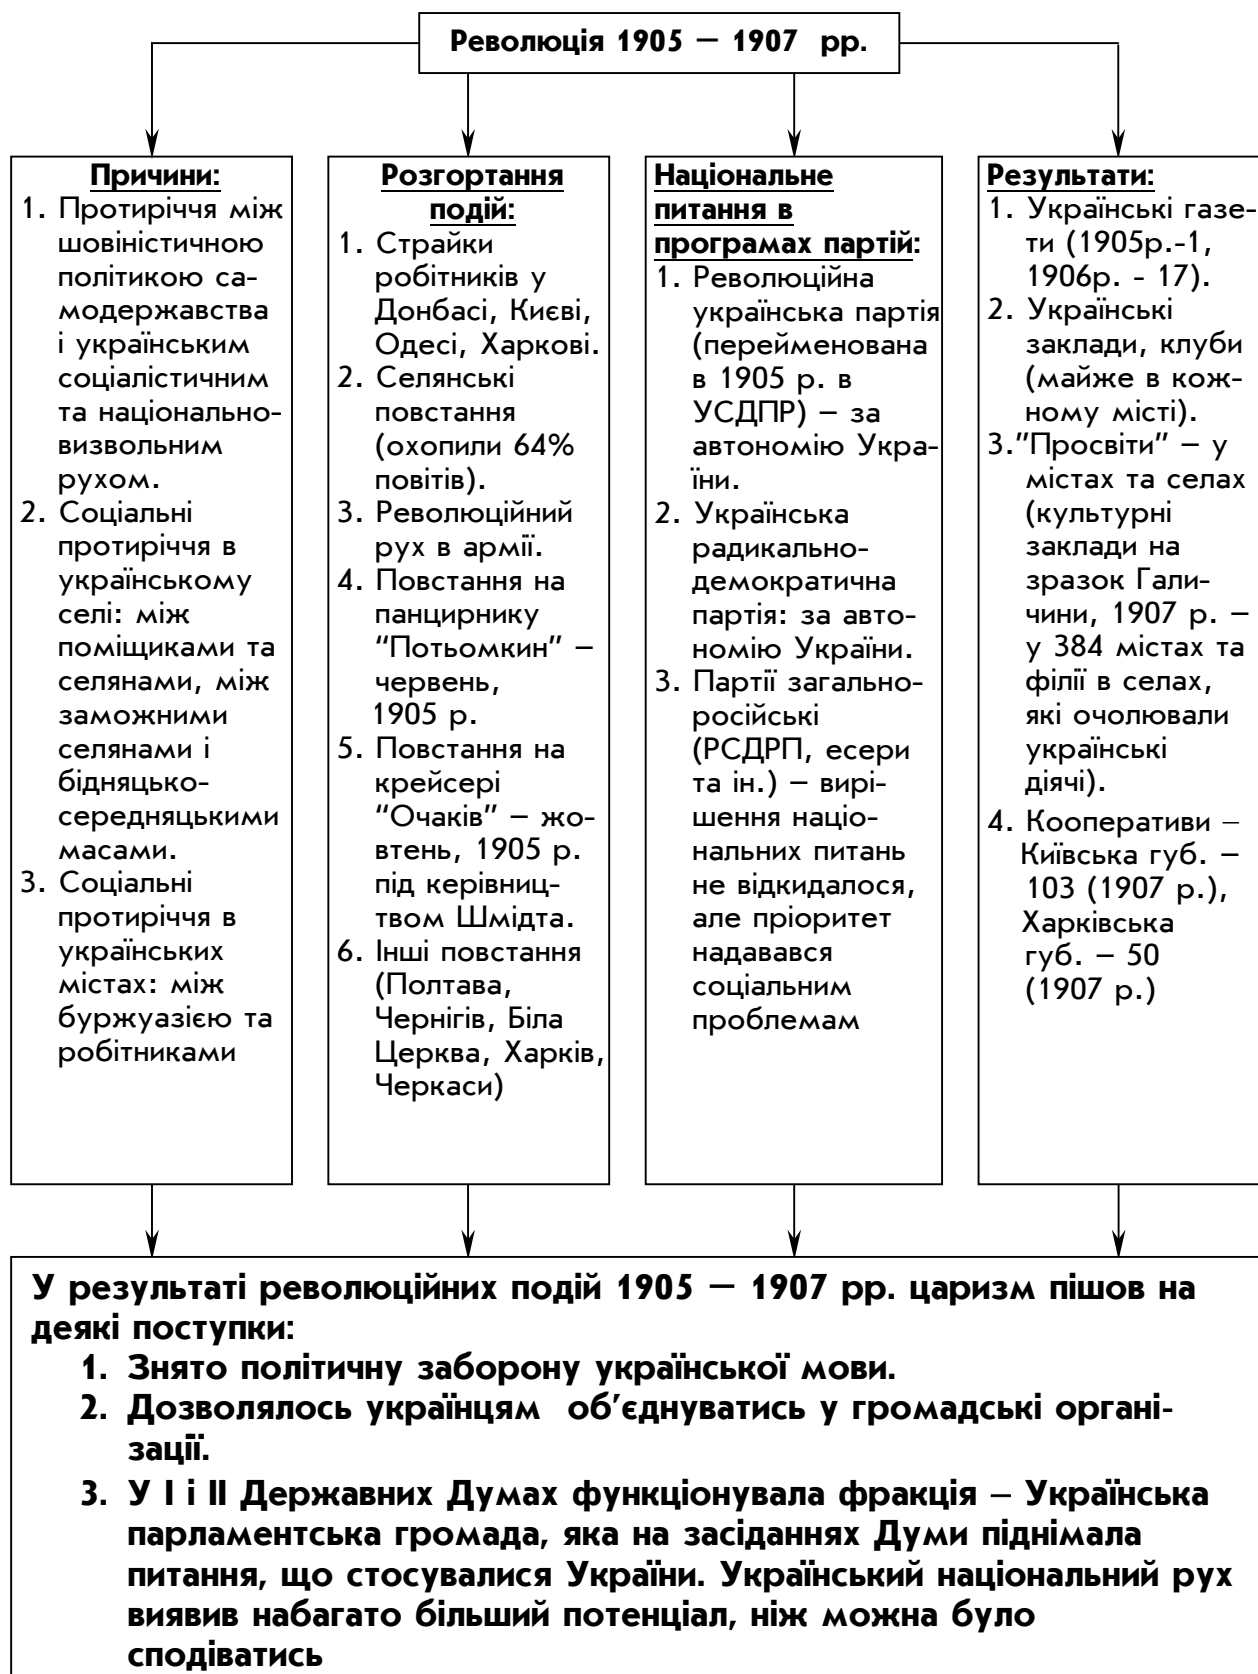 Революція 1905 – 1907 рр.
Причини:
1. Протиріччя між
шовіністичною
політикою са-
модержавства
і українським
соціалістичним
та національно-
визвольним
рухом.
2. Соціальні
протиріччя в
українському
селі: між
поміщиками та
селянами, між
заможними
селянами і
бідняцько-
середняцькими
масами.
3. Соціальні
протиріччя в
українських
містах: між
буржуазією та
робітниками
Розгортання
подій:
1. Страйки
робітників у
Донбасі, Києві,
Одесі, Харкові.
2. Селянські
повстання
(охопили 64%
повітів).
3. Революційний
рух в армії.
4. Повстання на
панцирнику
“Потьомкин” –
червень,
1905 р.
5. Повстання на
крейсері
“Очаків” – жо-
втень, 1905 р.
під керівниц-
твом Шмідта.
6. Інші повстання
(Полтава,
Чернігів, Біла
Церква, Харків,
Черкаси)
Національне
питання в
програмах партій:
1. Революційна
українська партія
(перейменована
в 1905 р. в
УСДПР) – за
автономію Укра-
їни.
2. Українська
радикально-
демократична
партія: за авто-
номію України.
3. Партії загально-
російські
(РСДРП, есери
та ін.) – вирі-
шення націо-
нальних питань
не відкидалося,
але пріоритет
надавався
соціальним
проблемам
Результати:
1. Українські газе-
ти (1905р.-1,
1906р. - 17).
2. Українські
заклади, клуби
(майже в кож-
ному місті).
3.”Просвіти” – у
містах та селах
(культурні
заклади на
зразок Гали-
чини, 1907 р. –
у 384 містах та
філії в селах,
які очолювали
українські
діячі).
4. Кооперативи –
Київська губ. –
103 (1907 р.),
Харківська
губ. – 50
(1907 р.)
У результаті революційних подій 1905 – 1907 рр. царизм пішов на
деякі поступки:
1. Знято політичну заборону української мови.
2. Дозволялось українцям об’єднуватись у громадські органі-
зації.
3. У I і II Державних Думах функціонувала фракція – Українська
парламентська громада, яка на засіданнях Думи піднімала
питання, що стосувалися України. Український національний рух
виявив набагато більший потенціал, ніж можна було
сподіватись